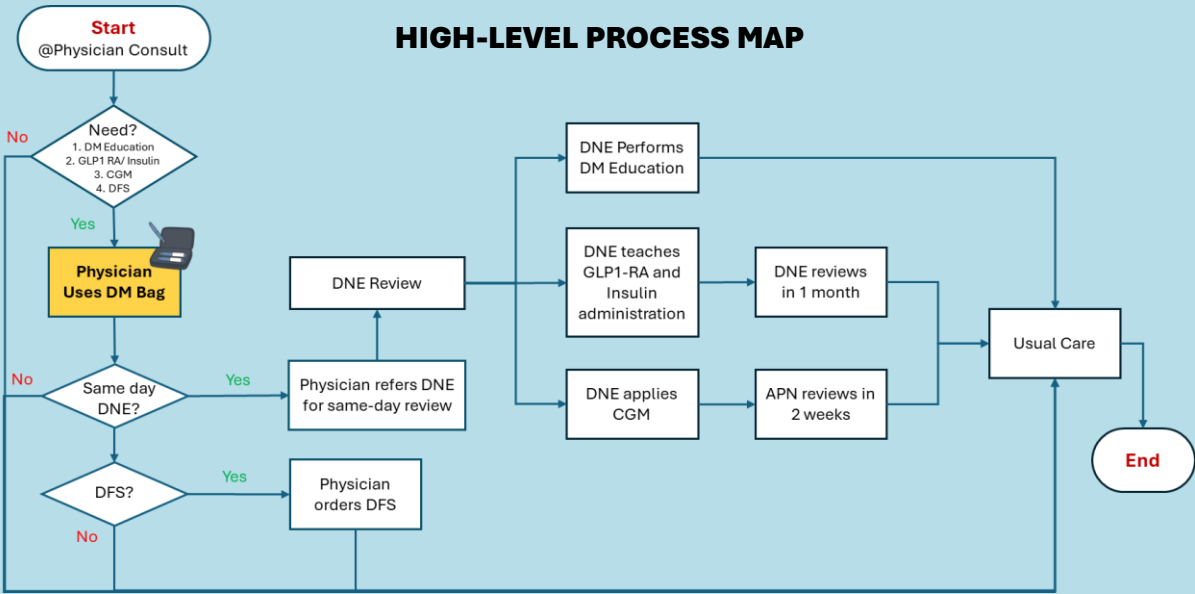 HIGH-LEVEL PROCESS MAP
Start
@Physician Consult
No
Need?
1. DM Education
2. GLP1 RA/ Insulin
3. CGM
4. DFS
Yes
Physician
Uses DM Bag
No
Same day
DNE?
Yes
Physician refers DNE
for same-day review
DNE Review
DFS?
Yes
No
Physician
orders DFS
DNE Performs
DM Education
DNE teaches
GLP1-RA and
Insulin
administration
DNE reviews
in 1 month
DNE applies
CGM
APN reviews in
2 weeks
Usual Care
End